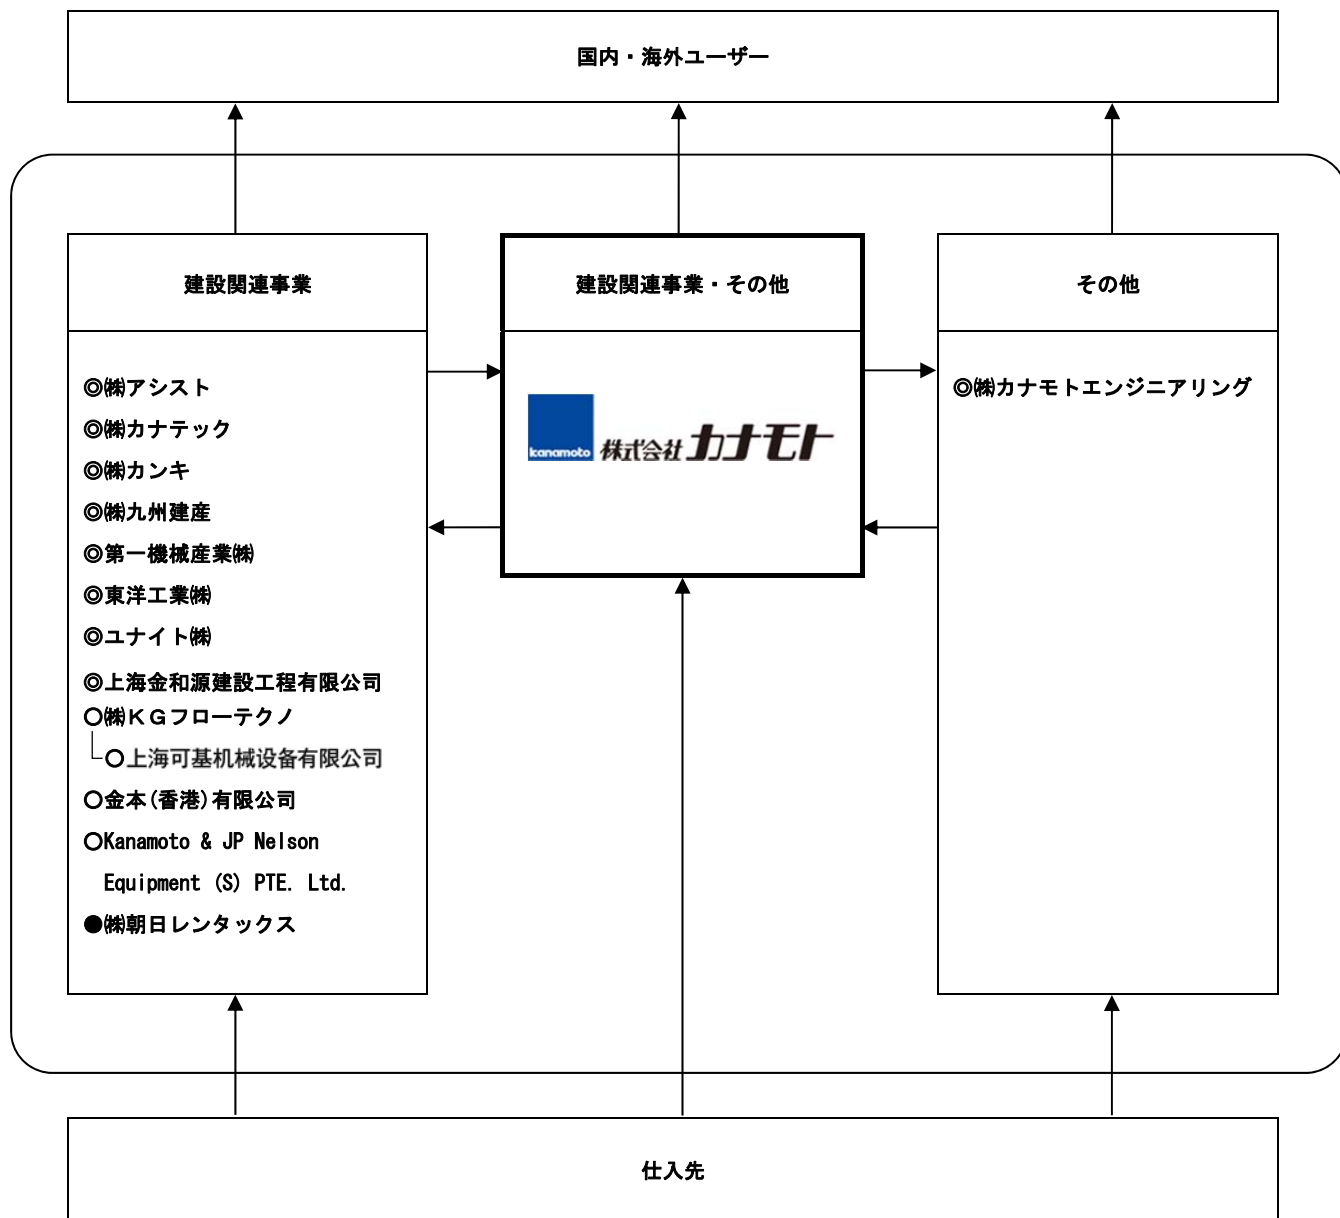 国内・海外ユーザー
建設関連事業
◎㈱アシスト
◎㈱カナテック
◎㈱カンキ
◎㈱九州建産
◎第一機械産業㈱
◎東洋工業㈱
◎ユナイト㈱
◎上海金和源建設工程有限公司
○㈱ＫＧフローテクノ
○上海可基机械设备有限公司
○金本(香港)有限公司
○Kanamoto & JP Nelson
Equipment (S) PTE. Ltd.
●㈱朝日レンタックス
建設関連事業・その他
kanamoto 株式会社カナモト
その他
◎㈱カナモトエンジニアリング
仕入先